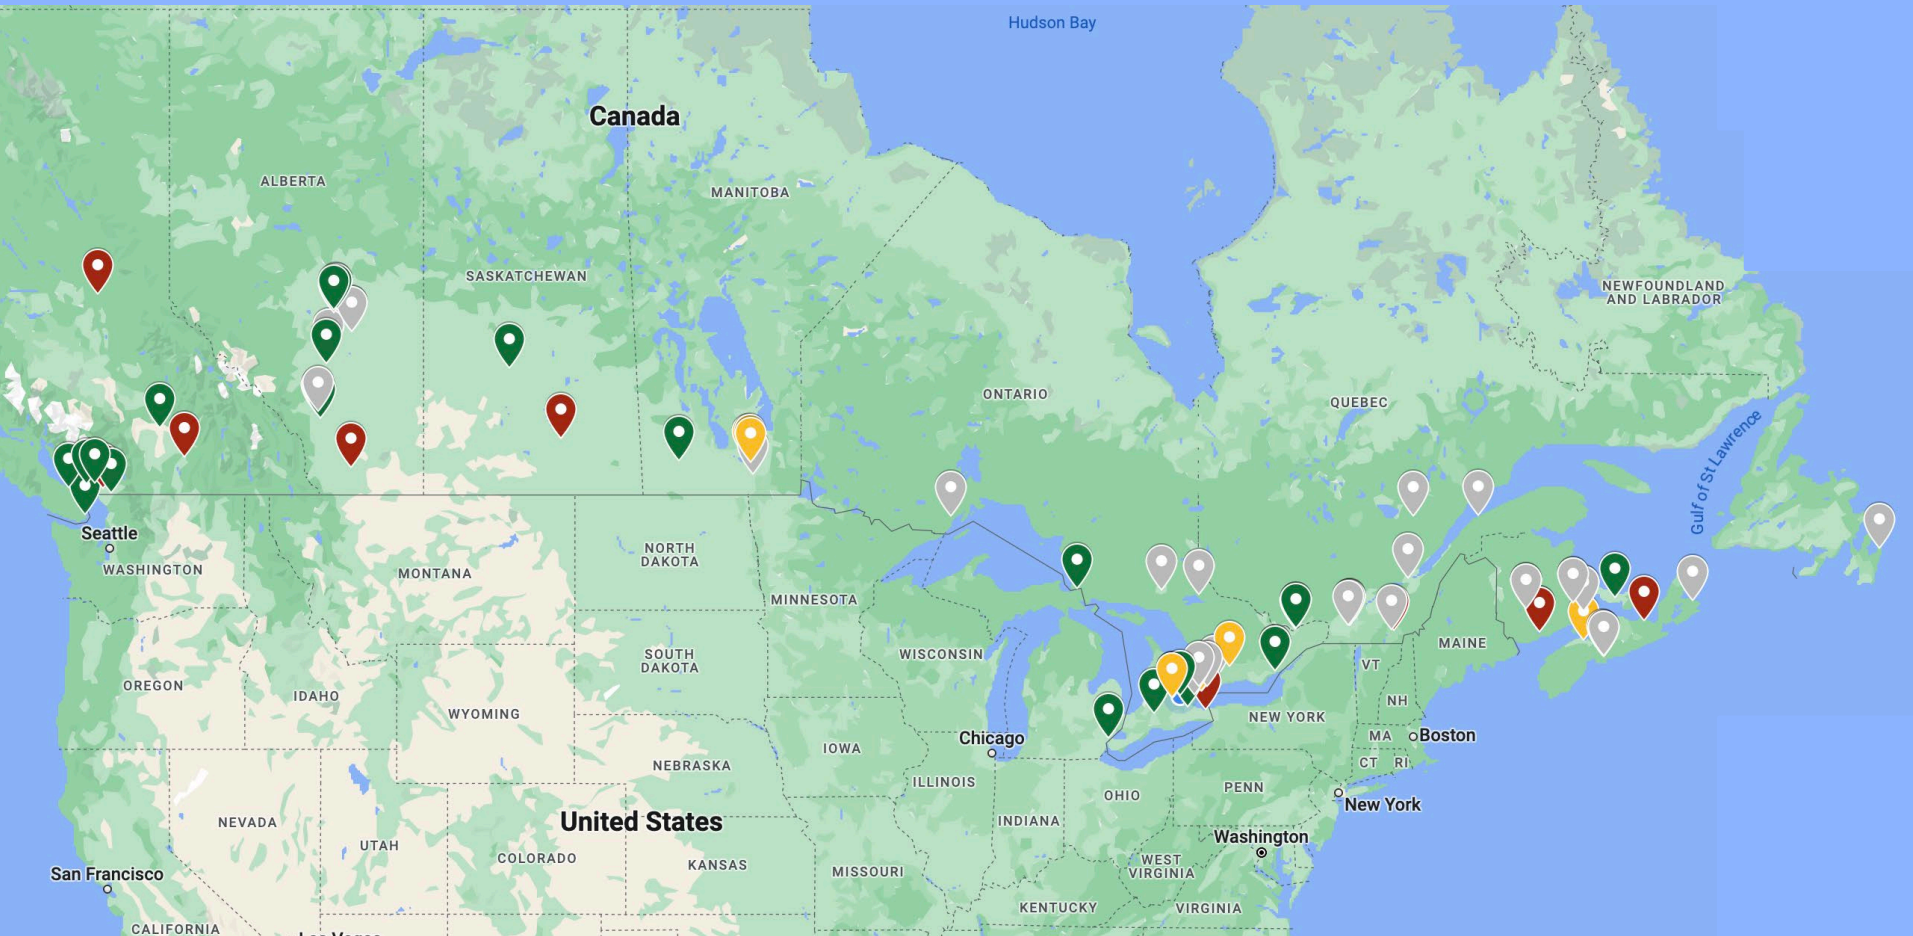 Hudson Bay
Canada
ALBERTA
MANITOBA
SASKATCHEWAN
NEWFOUNDLAND
AND LABRADOR
ONTARIO
QUEBEC
Gulf of St Lawrence
Seattle
WASHINGTON
NORTH
DAKOTA
MONTANA
MINNESOTA
MAINE
WISCONSIN
SOUTH
DAKOTA
VT
OREGON
IDAHO
NH
WYOMING
NEW YORK
Chicago
MA
Boston
IOWA
CT
RI
NEBRASKA
ILLINOIS
PENN
OHIO
New York
NEVADA
United States
INDIANA
Washington
UTAH
COLORADO
KANSAS
WEST
VIRGINIA
San Francisco
MISSOURI
KENTUCKY
VIRGINIA
CALIFORNIA